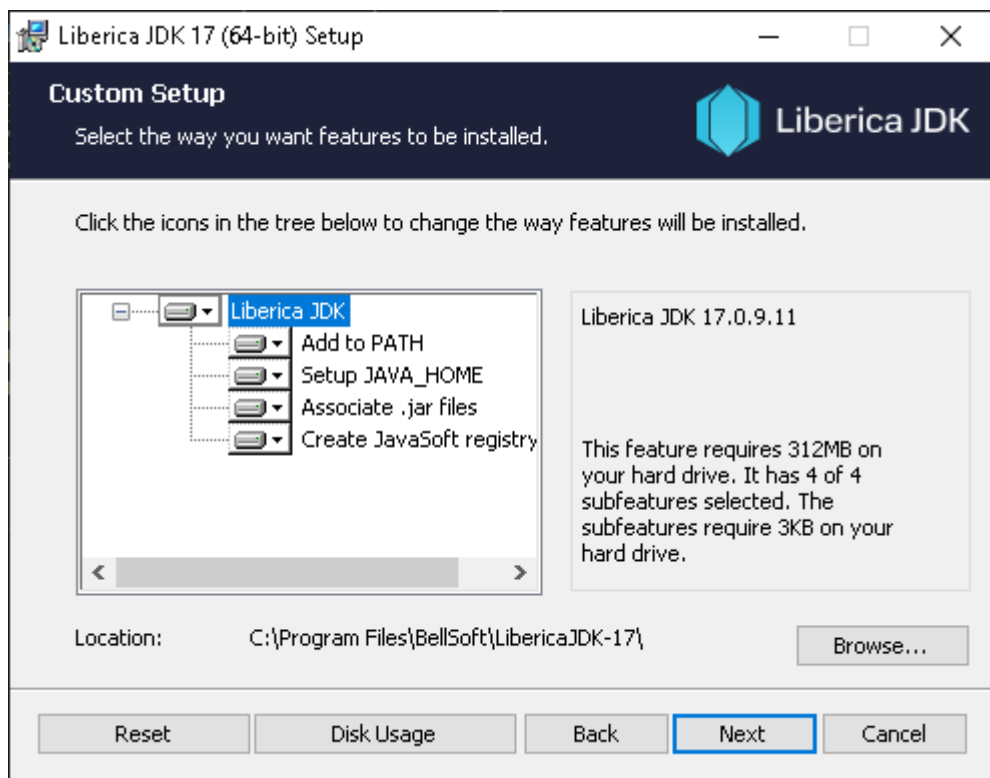 Liberica JDK 17 (64-bit) Setup
Custom Setup
Select the way you want features to be installed.
Liberica JDK
Click the icons in the tree below to change the way features will be installed.
Liberica JDK
Add to PATH
Setup JAVA_HOME
Associate .jar files
Create JavaSoft registry
Liberica JDK 17.0.9.11
This feature requires 312MB on
your hard drive. It has 4 of 4
subfeatures selected. The
subfeatures require 3KB on your
hard drive.
Location: C:\Program Files\BellSoft\LibericaJDK-17\
Browse...
Reset Disk Usage Back Next Cancel